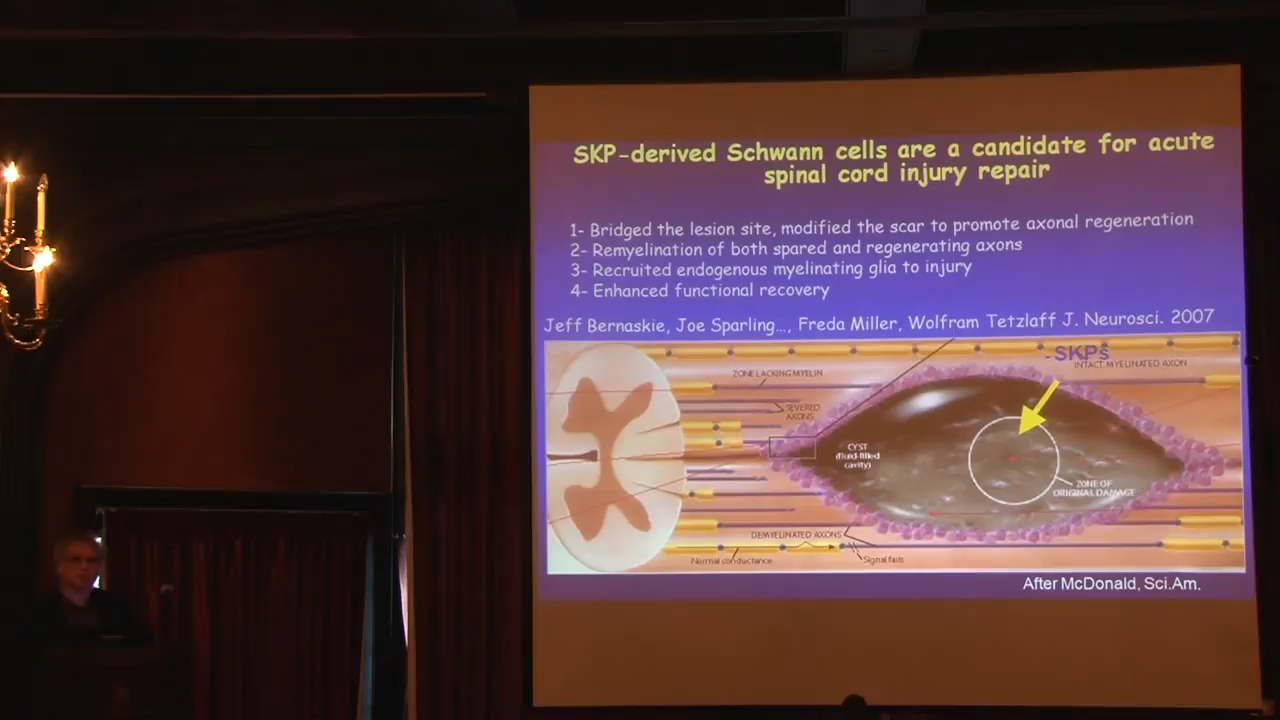 SKP-derived Schwann cells are a candidate for acute
spinal cord injury repair
1- Bridged the lesion site, modified the scar to promote axonal regeneration
2- Remyelination of both spared and regenerating axons
3- Recruited endogenous myelinating glia to injury
4- Enhanced functional recovery
Jeff Bernaskie, Joe Sparling..., Freda Miller, Wolfram Tetzlaff J. Neurosci. 2007
-SKPs
INTACT MYELINATED AXON
ZONE LACKING MYELIN
SEVERED
AXONS
CYST
(fluid-filled
cavity)
ZONE OF
ORIGINAL DAMAGE
DEMYELINATED AXONS
Normal conductance
Signal fails
After McDonald, Sci.Am.